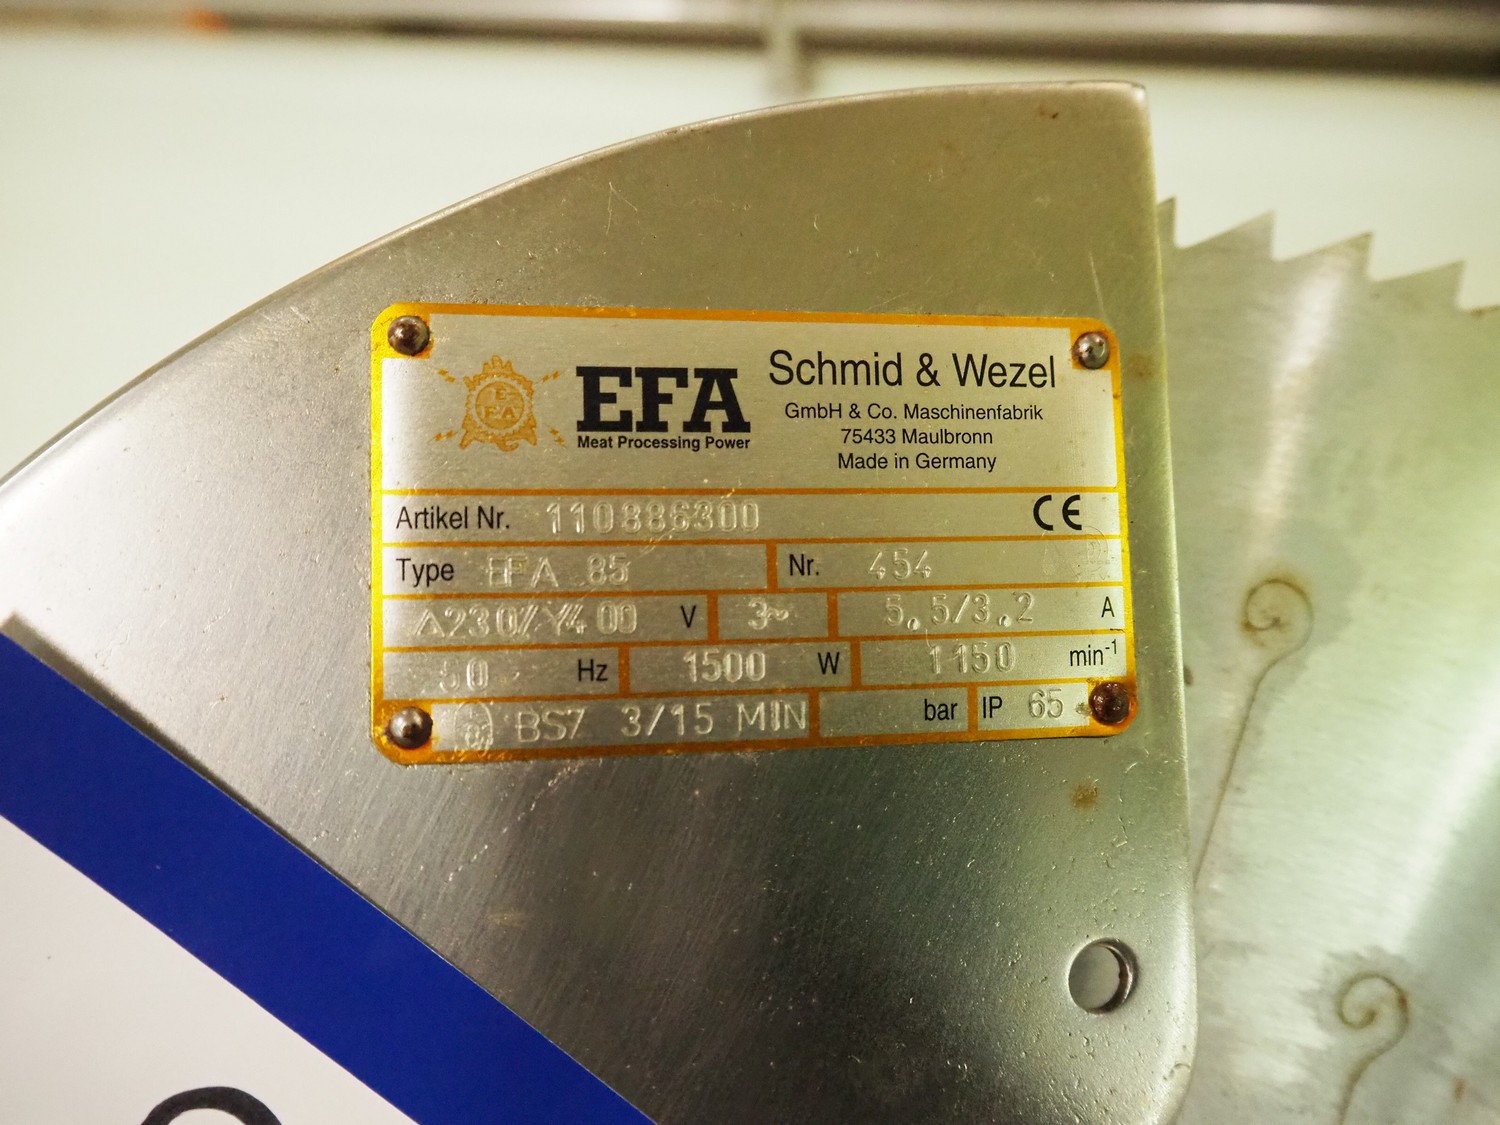 EFA
EFA
Meat Processing Power
Schmid & Wezel
GmbH & Co. Maschinenfabrik
75433 Maulbronn
Made in Germany
Artikel Nr. 110886300 CE
Type EFA 85 Nr. 454
△230/Y400 V 3~ 5,5/3,2 A
50 Hz 1500 W 1150 min-1
BS7 3/15 MIN bar IP 65